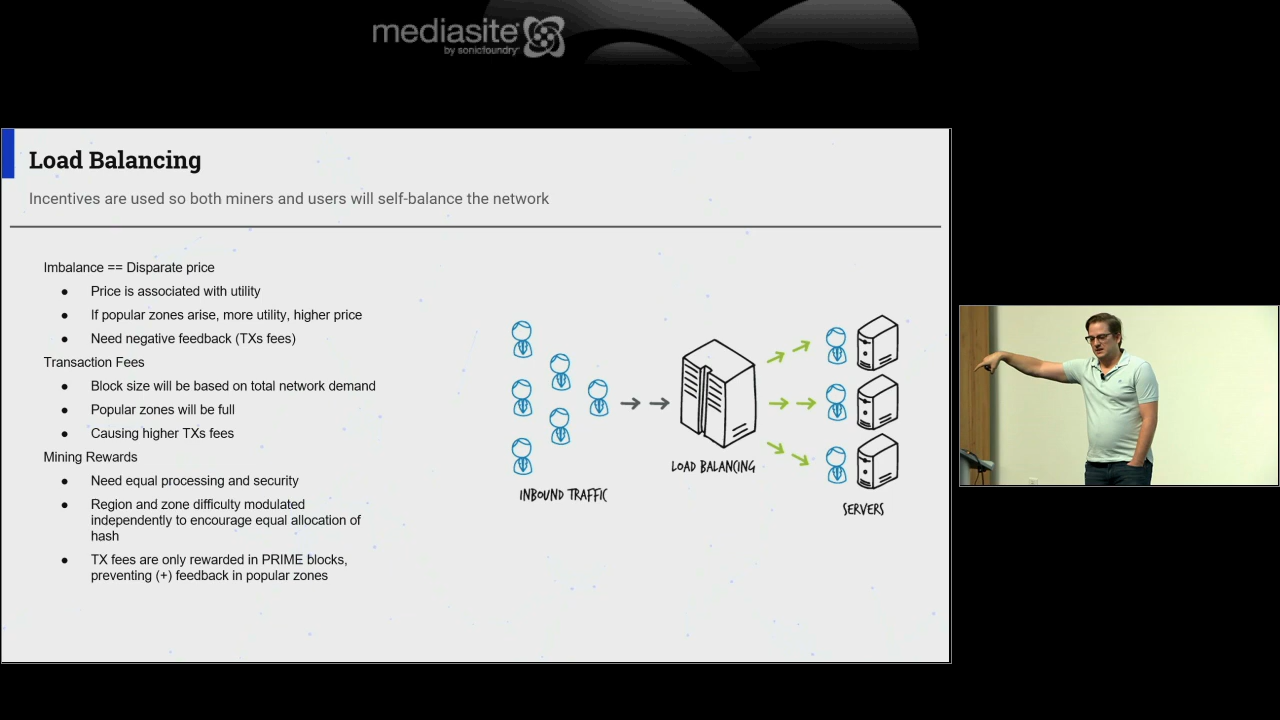 mediasite
by sonicfoundry
Load Balancing
Incentives are used so both miners and users will self-balance the network
Imbalance == Disparate price
● Price is associated with utility
● If popular zones arise, more utility, higher price
● Need negative feedback (TXs fees)
Transaction Fees
● Block size will be based on total network demand
● Popular zones will be full
● Causing higher TXs fees
Mining Rewards
● Need equal processing and security
● Region and zone difficulty modulated
independently to encourage equal allocation of
hash
● TX fees are only rewarded in PRIME blocks,
preventing (+) feedback in popular zones
INBOUND TRAFFIC
LOAD BALANCING
SERVERS